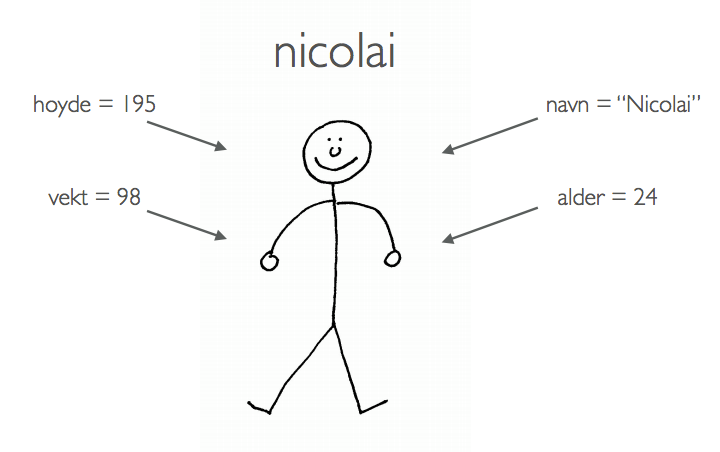 nicolai
hoyde = 195
navn = “Nicolai”
vekt = 98
alder = 24